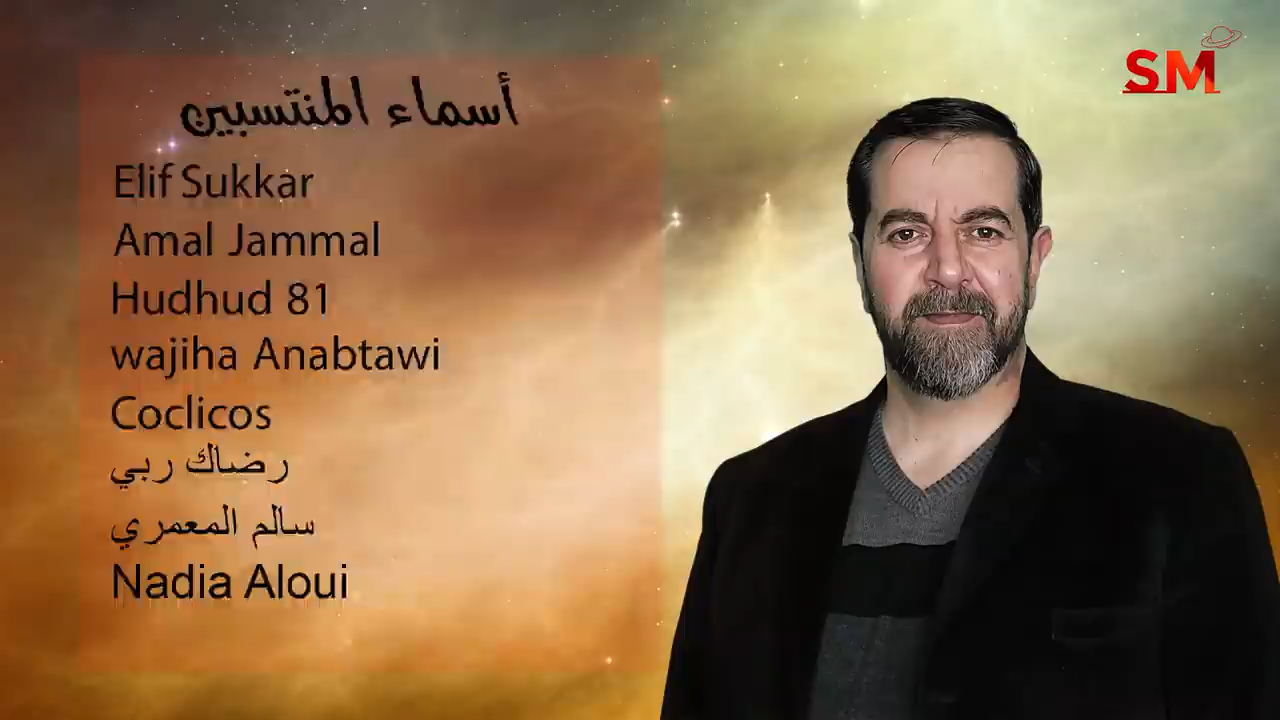 SM
أسماء المنتسبين
Elif Sukkar
Amal Jammal
Hudhud 81
wajiha Anabtawi
Coclicos
رضاك ربي
سالم المعمري
Nadia Aloui